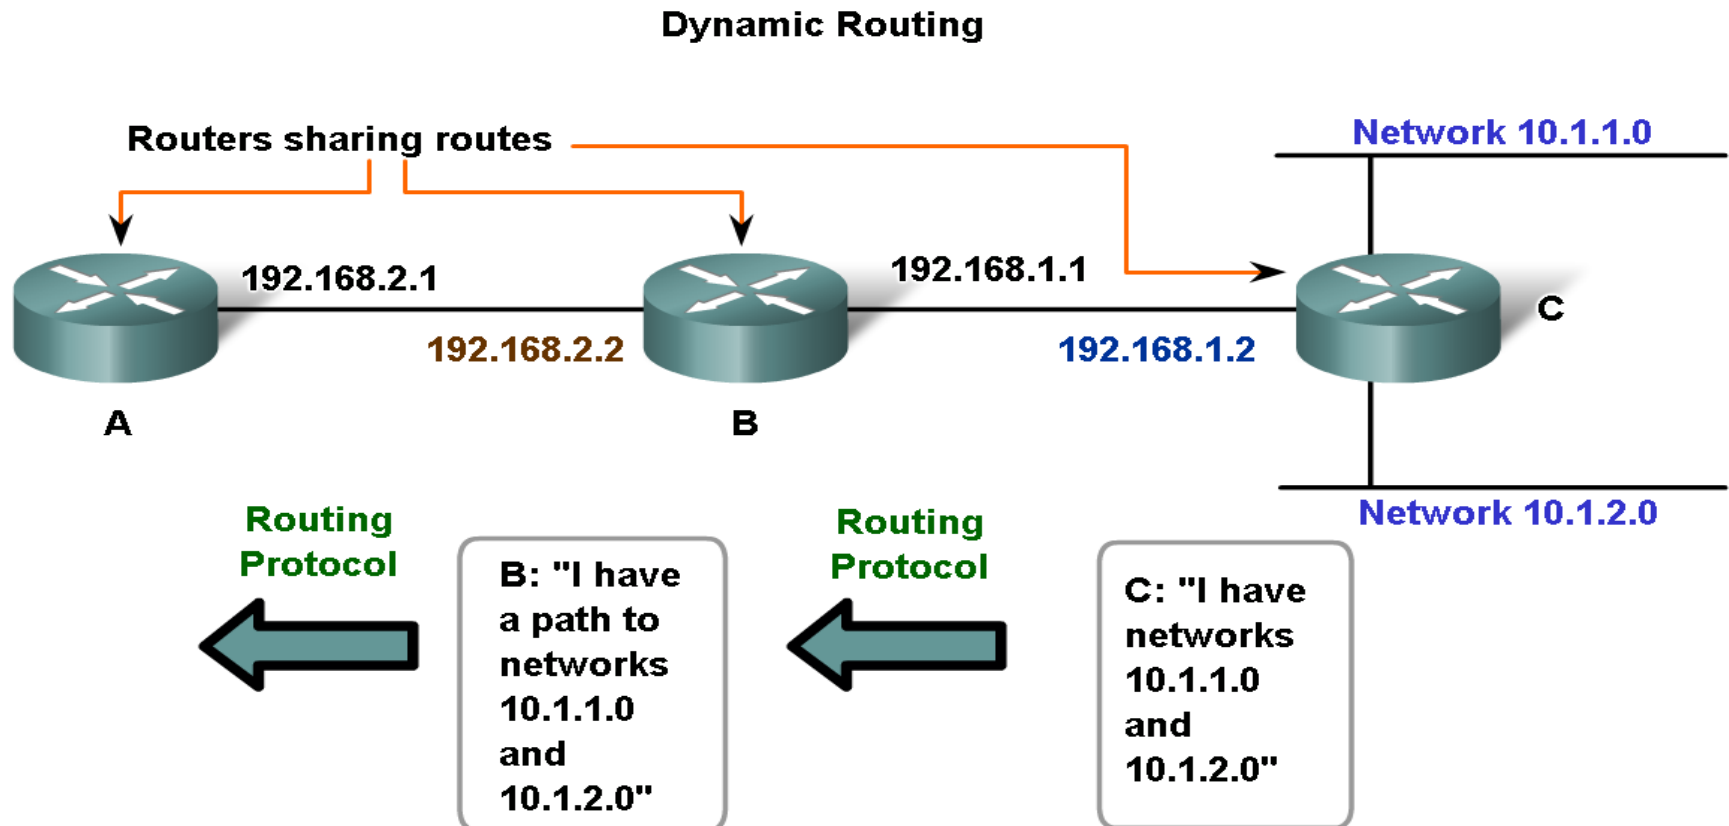 Dynamic Routing
Routers sharing routes
Network 10.1.1.0
192.168.2.1
192.168.1.1
C
192.168.2.2
192.168.1.2
A
B
Network 10.1.2.0
Routing
Protocol
B: "I have
a path to
networks
10.1.1.0
and
10.1.2.0"
Routing
Protocol
C: "I have
networks
10.1.1.0
and
10.1.2.0"